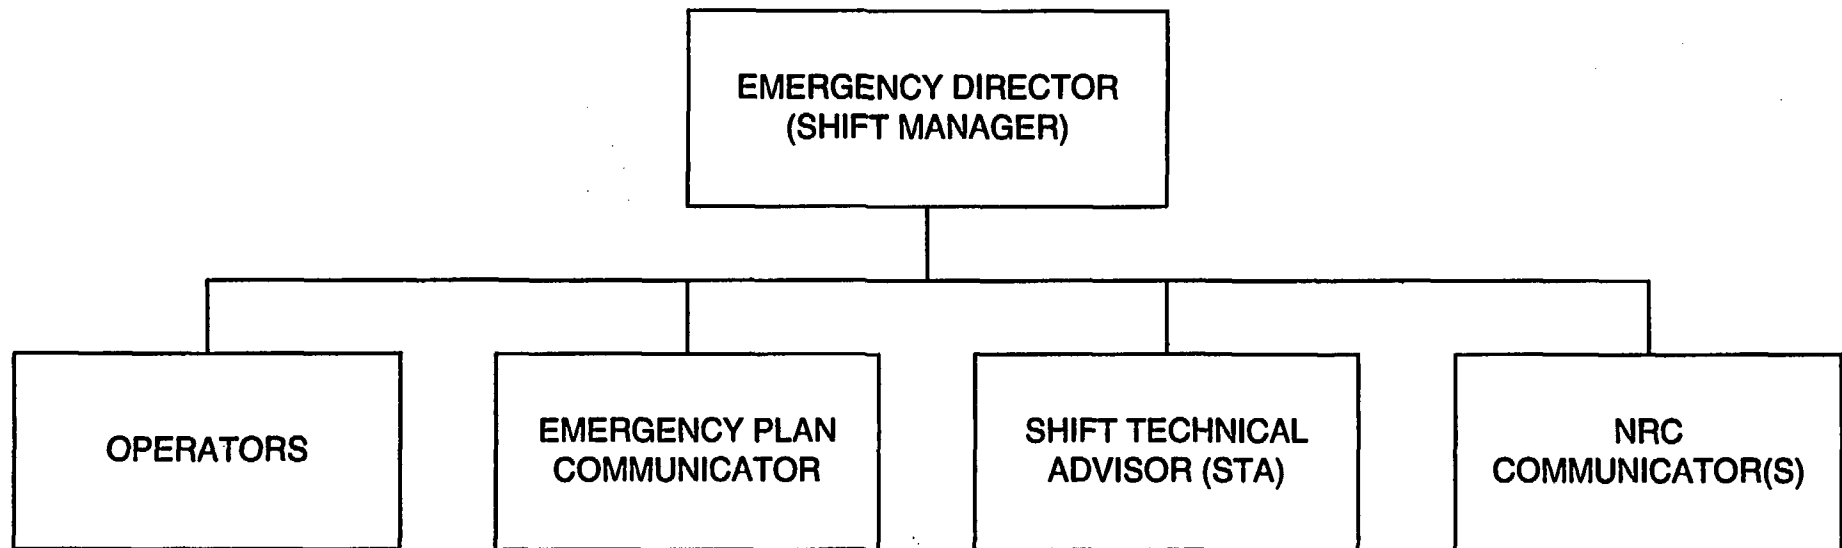 EMERGENCY DIRECTOR
(SHIFT MANAGER)
OPERATORS
EMERGENCY PLAN
COMMUNICATOR
SHIFT TECHNICAL
ADVISOR (STA)
NRC
COMMUNICATOR(S)